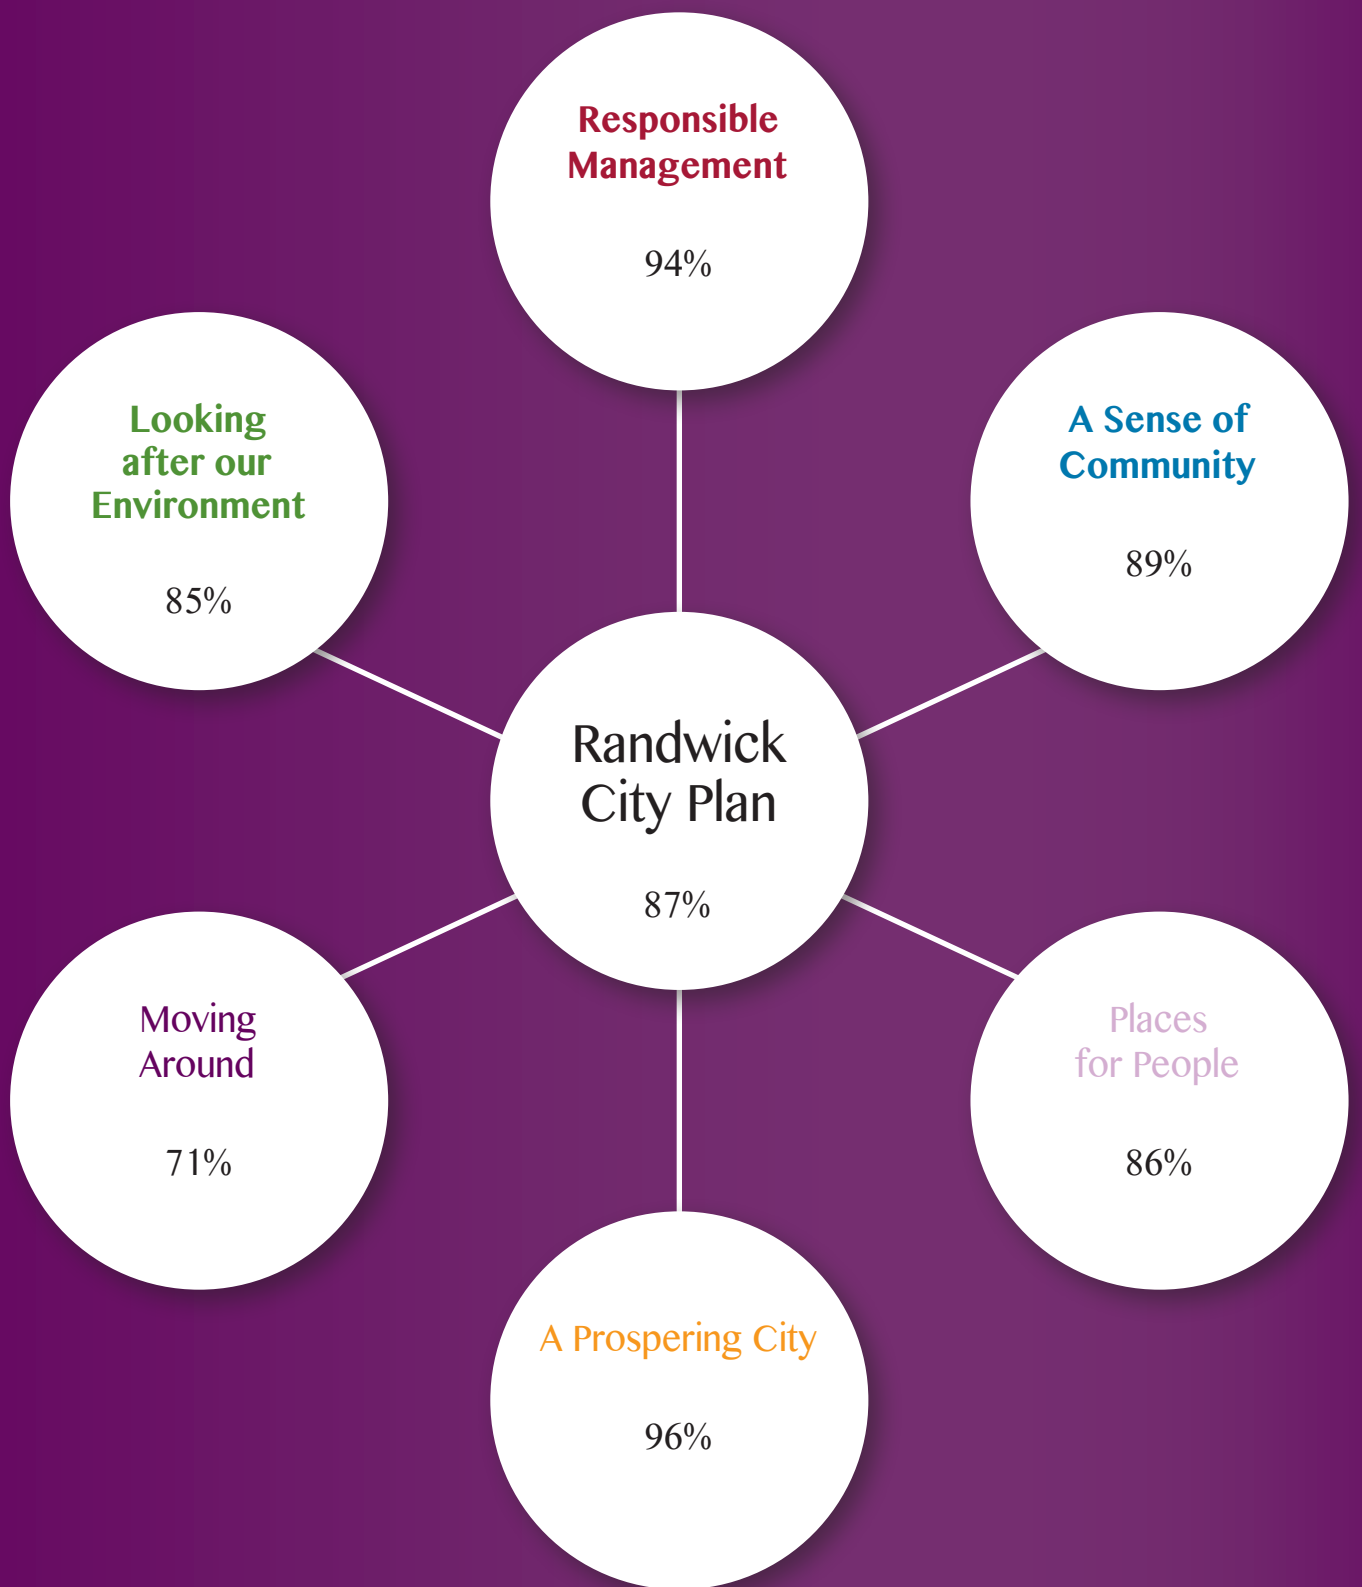 Responsible
Management
94%
Looking
after our
Environment
85%
A Sense of
Community
89%
Randwick
City Plan
87%
Moving
Around
71%
Places
for People
86%
A Prospering City
96%